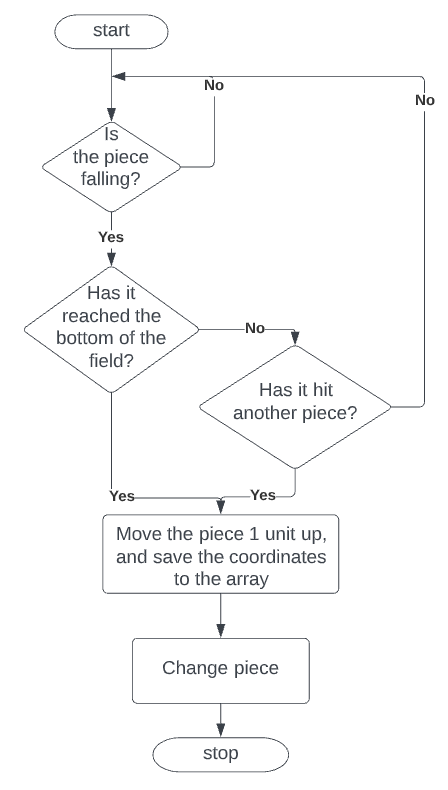 start
No
No
Is
the piece
falling?
Yes
Has it
reached the
bottom of the
field?
No
Has it hit
another piece?
Yes
Yes
Move the piece 1 unit up,
and save the coordinates
to the array
Change piece
stop